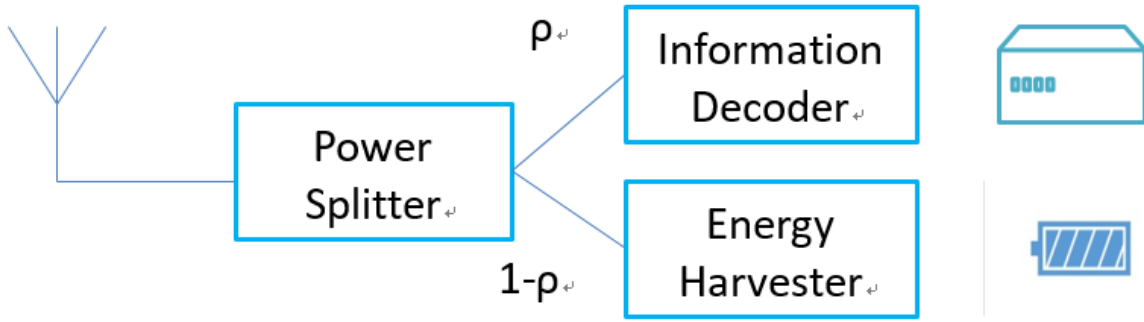 ρ
Information
Decoder
Power
Splitter
Energy
Harvester
1-ρ